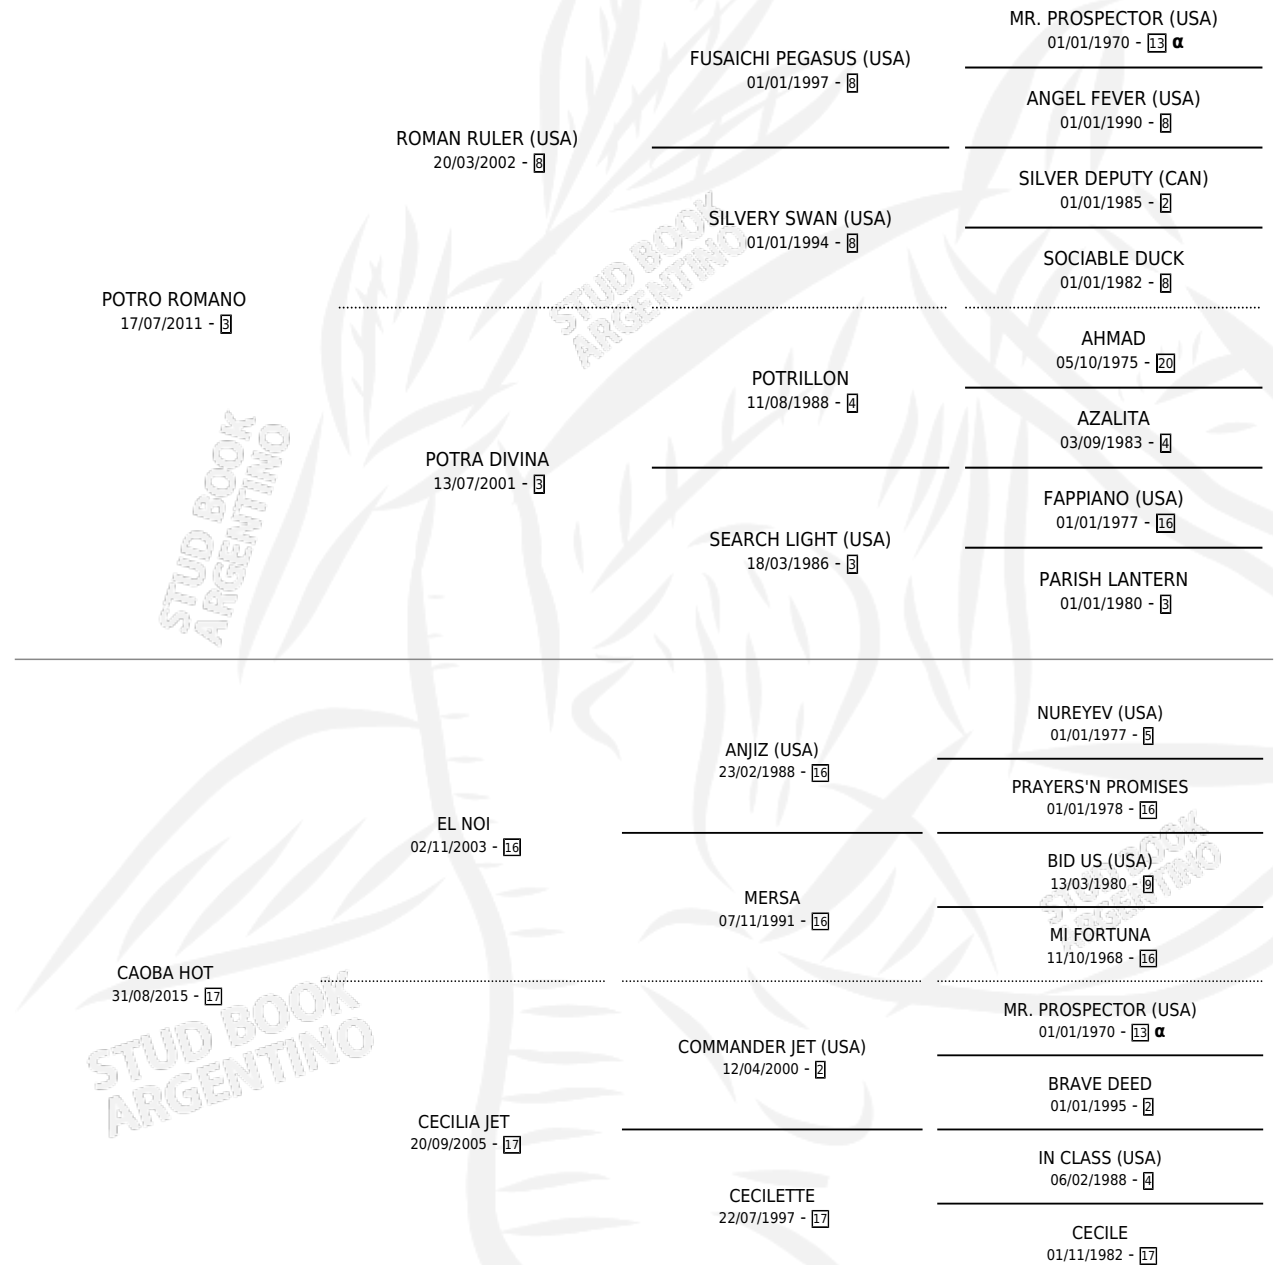 MR. PROSPECTOR (USA)
01/01/1970 - 13 α
FUSAICHI PEGASUS (USA)
01/01/1997 - 8
ANGEL FEVER (USA)
01/01/1990 - 8
ROMAN RULER (USA)
20/03/2002 - 8
SILVER DEPUTY (CAN)
01/01/1985 - 2
SILVERY SWAN (USA)
01/01/1994 - 8
SOCIABLE DUCK
01/01/1982 - 8
STUD BOOK
ARGENTINO
POTRO ROMANO
17/07/2011 - 3
AHMAD
05/10/1975 - 20
POTRILLON
11/08/1988 - 4
AZALITA
03/09/1983 - 4
POTRA DIVINA
13/07/2001 - 3
FAPPIANO (USA)
01/01/1977 - 16
SEARCH LIGHT (USA)
18/03/1986 - 3
PARISH LANTERN
01/01/1980 - 3
STUD BOOK
ARGENTINO
NUREYEV (USA)
01/01/1977 - 5
ANJIZ (USA)
23/02/1988 - 16
PRAYERS'N PROMISES
01/01/1978 - 16
EL NOI
02/11/2003 - 16
BID US (USA)
13/03/1980 - 9
MERSA
07/11/1991 - 16
MI FORTUNA
11/10/1968 - 16
STUD BOOK
ARGENTINO
CAOBA HOT
31/08/2015 - 17
MR. PROSPECTOR (USA)
01/01/1970 - 13 α
COMMANDER JET (USA)
12/04/2000 - 2
BRAVE DEED
01/01/1995 - 2
STUD BOOK
ARGENTINO
CECILIA JET
20/09/2005 - 17
IN CLASS (USA)
06/02/1988 - 4
CECILETTE
22/07/1997 - 17
CECILE
01/11/1982 - 17